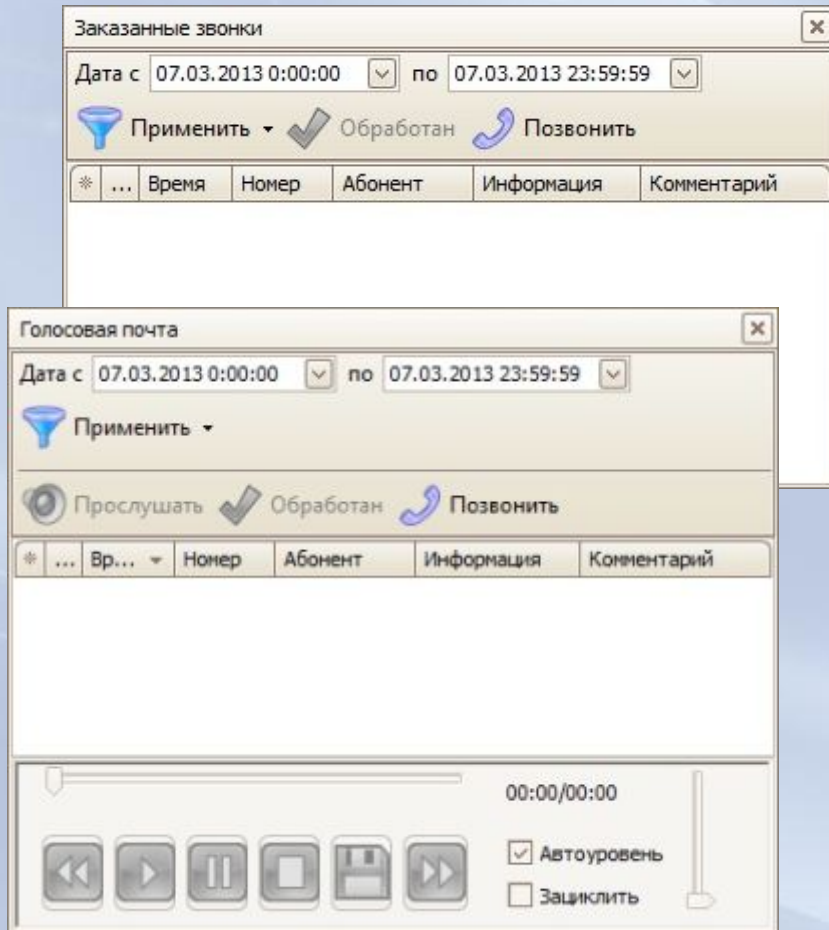 Заказанные звонки
Дата с 07.03.2013 0:00:00 по 07.03.2013 23:59:59
Применить Обработан Позвонить
... Время Номер Абонент Информация Комментарий
Голосовая почта
Дата с 07.03.2013 0:00:00 по 07.03.2013 23:59:59
Применить
Прослушать Обработан Позвонить
... Вр... Номер Абонент Информация Комментарий
00:00/00:00
Автоуровень
Зациклить